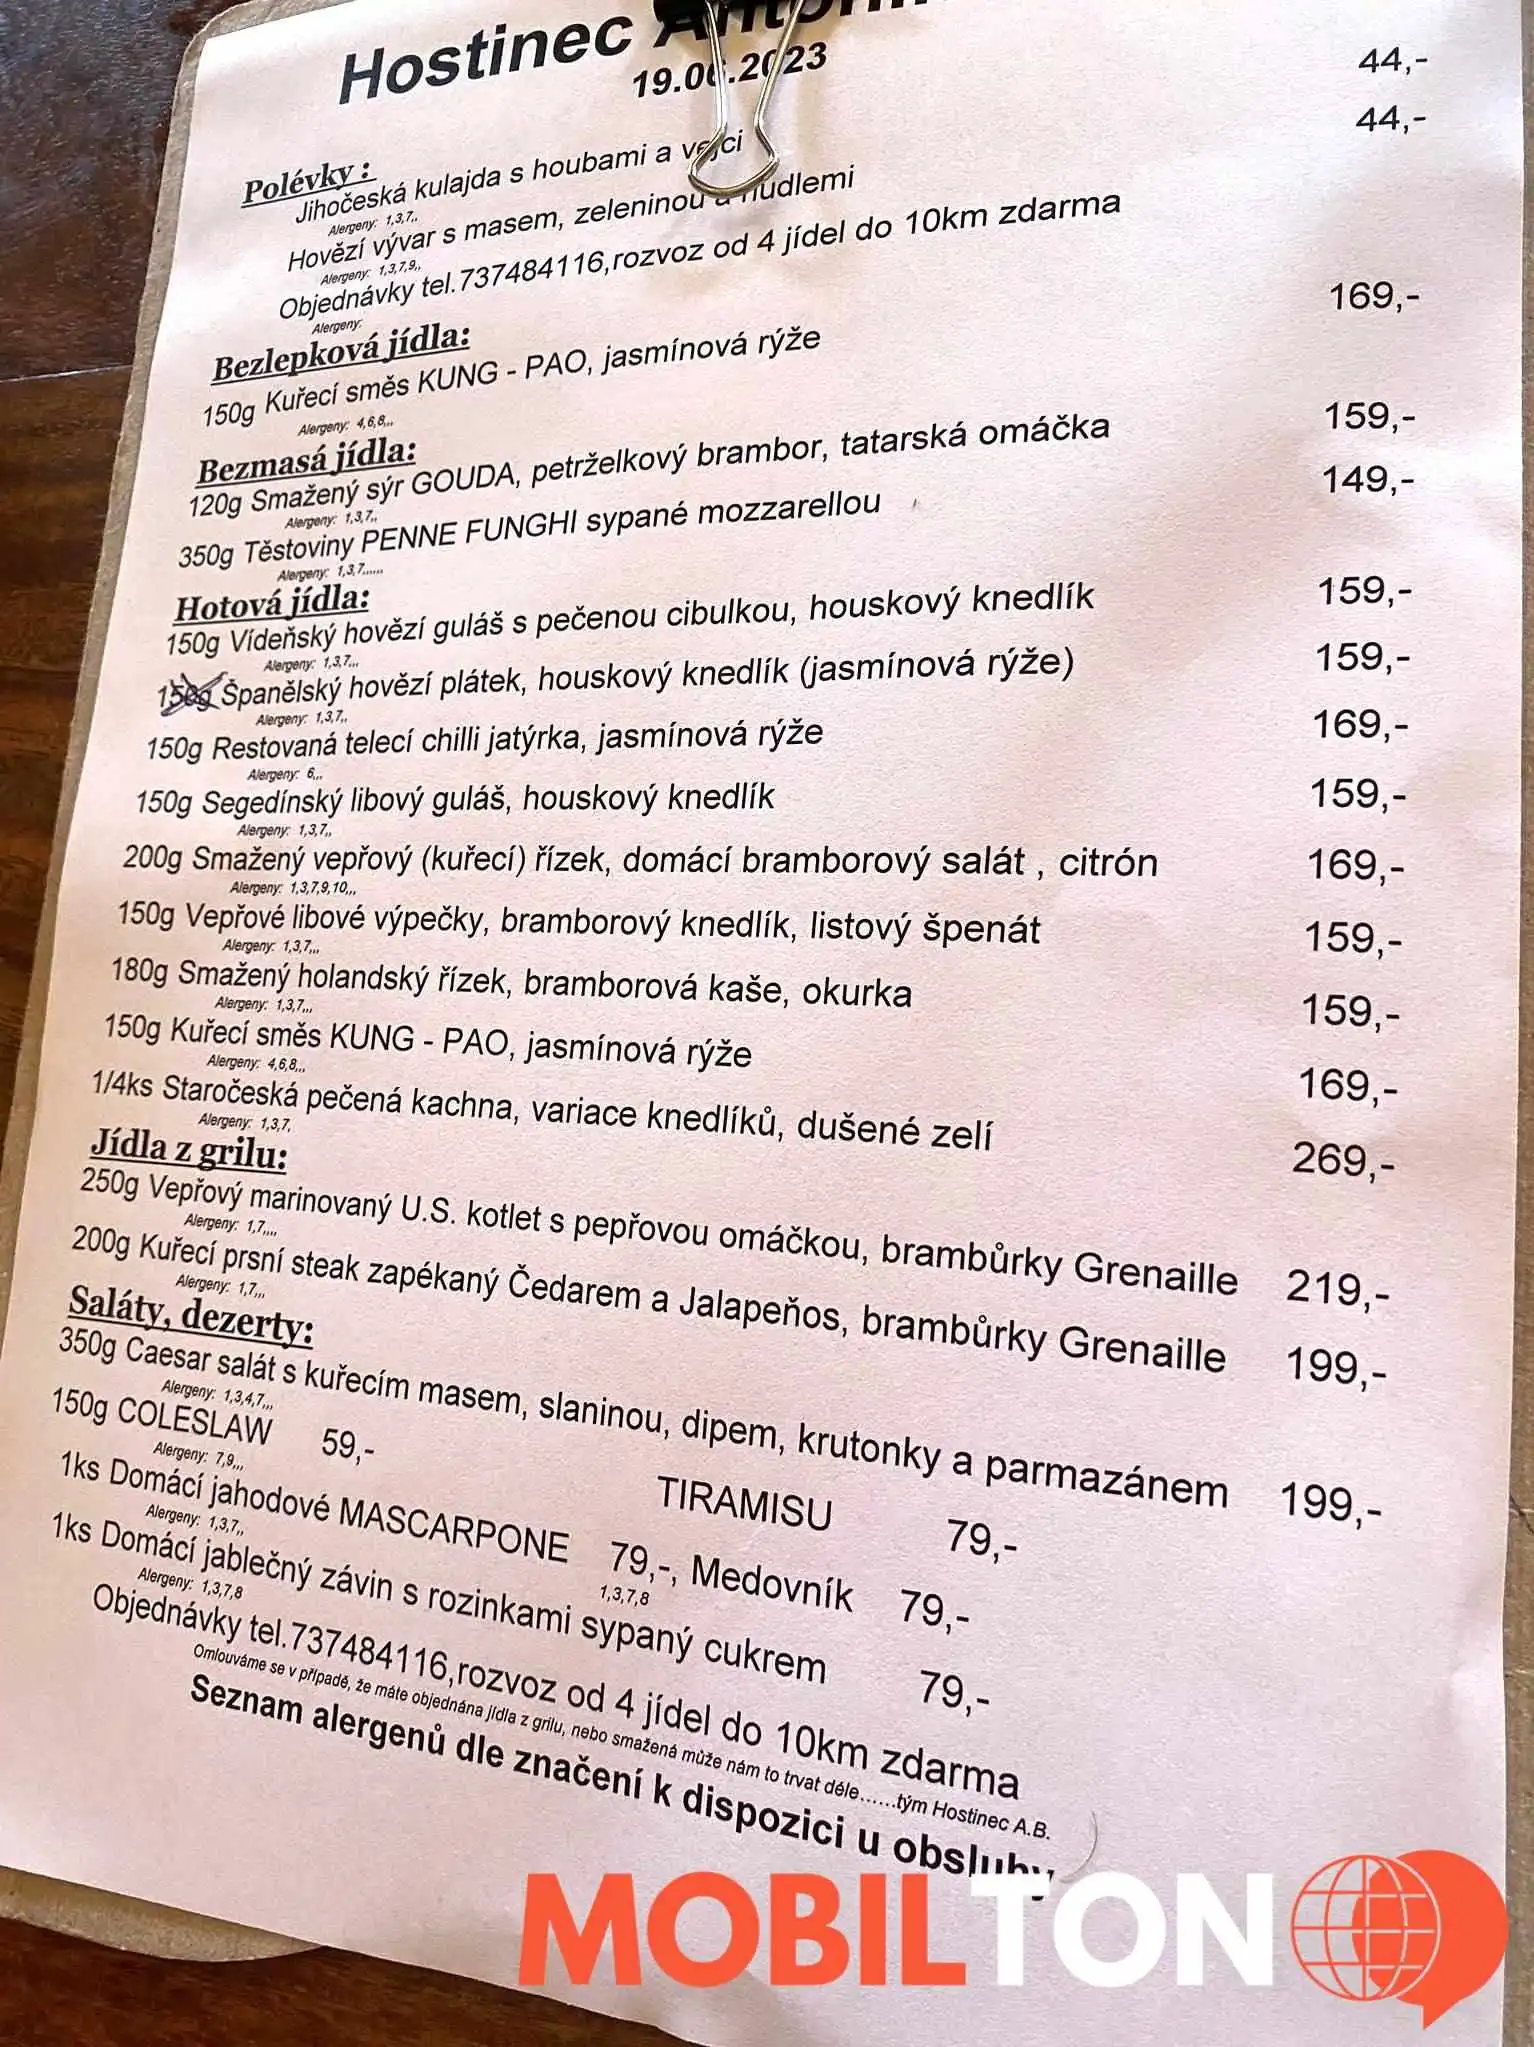 Hostinec
19.06.2023
Polévky :
Jihočeská kulajda s houbami a vejci 44,-
Alergeny: 1,3,7,,
Hovězí vývar s masem, zeleninou a nudlemi 44,-
Alergeny: 1,3,7,9,,
Objednávky tel.737484116,rozvoz od 4 jídel do 10km zdarma
Alergeny:
Bezlepková jídla:
150g Kuřecí směs KUNG - PAO, jasmínová rýže 169,-
Alergeny: 4,6,8,,,
Bezmasá jídla:
120g Smažený sýr GOUDA, petrželkový brambor, tatarská omáčka 159,-
Alergeny: 1,3,7,,
350g Těstoviny PENNE FUNGHI sypané mozzarellou 149,-
Alergeny: 1,3,7,,,,,,
Hotová jídla:
150g Vídeňský hovězí guláš s pečenou cibulkou, houskový knedlík 159,-
Alergeny: 1,3,7,,,
150g Španělský hovězí plátek, houskový knedlík (jasmínová rýže) 159,-
Alergeny: 1,3,7,,
150g Restovaná telecí chilli jatýrka, jasmínová rýže 169,-
Alergeny: 6,,,
150g Segedínský libový guláš, houskový knedlík 159,-
Alergeny: 1,3,7,,
200g Smažený vepřový (kuřecí) řízek, domácí bramborový salát , citrón 169,-
Alergeny: 1,3,7,9,10,,,
150g Vepřové libové výpečky, bramborový knedlík, listový špenát 159,-
Alergeny: 1,3,7,,,
180g Smažený holandský řízek, bramborová kaše, okurka 159,-
Alergeny: 1,3,7,,,
150g Kuřecí směs KUNG - PAO, jasmínová rýže 169,-
Alergeny: 4,6,8,,,
1/4ks Staročeská pečená kachna, variace knedlíků, dušené zelí 269,-
Alergeny: 1,3,7,
Jídla z grilu:
250g Vepřový marinovaný U.S. kotlet s pepřovou omáčkou, brambůrky Grenaille 219,-
Alergeny: 1,7,,,,
200g Kuřecí prsní steak zapékaný Čedarem a Jalapeňos, brambůrky Grenaille 199,-
Alergeny: 1,7,,,
Saláty, dezerty:
350g Caesar salát s kuřecím masem, slaninou, dipem, krutonky a parmazánem 199,-
Alergeny: 1,3,4,7,,,
150g COLESLAW 59,- TIRAMISU 79,-
Alergeny: 7,9,,,
1ks Domácí jahodové MASCARPONE 79,-, Medovník 79,-
Alergeny: 1,3,7,, 1,3,7,8
1ks Domácí jablečný závin s rozinkami sypaný cukrem 79,-
Alergeny: 1,3,7,8
Objednávky tel.737484116,rozvoz od 4 jídel do 10km zdarma
Omlouváme se v případě, že máte objednána jídla z grilu, nebo smažená může nám to trvat déle......tým Hostinec A.B.
Seznam alergenů dle značení k dispozici u obsluhy
MOBILTON